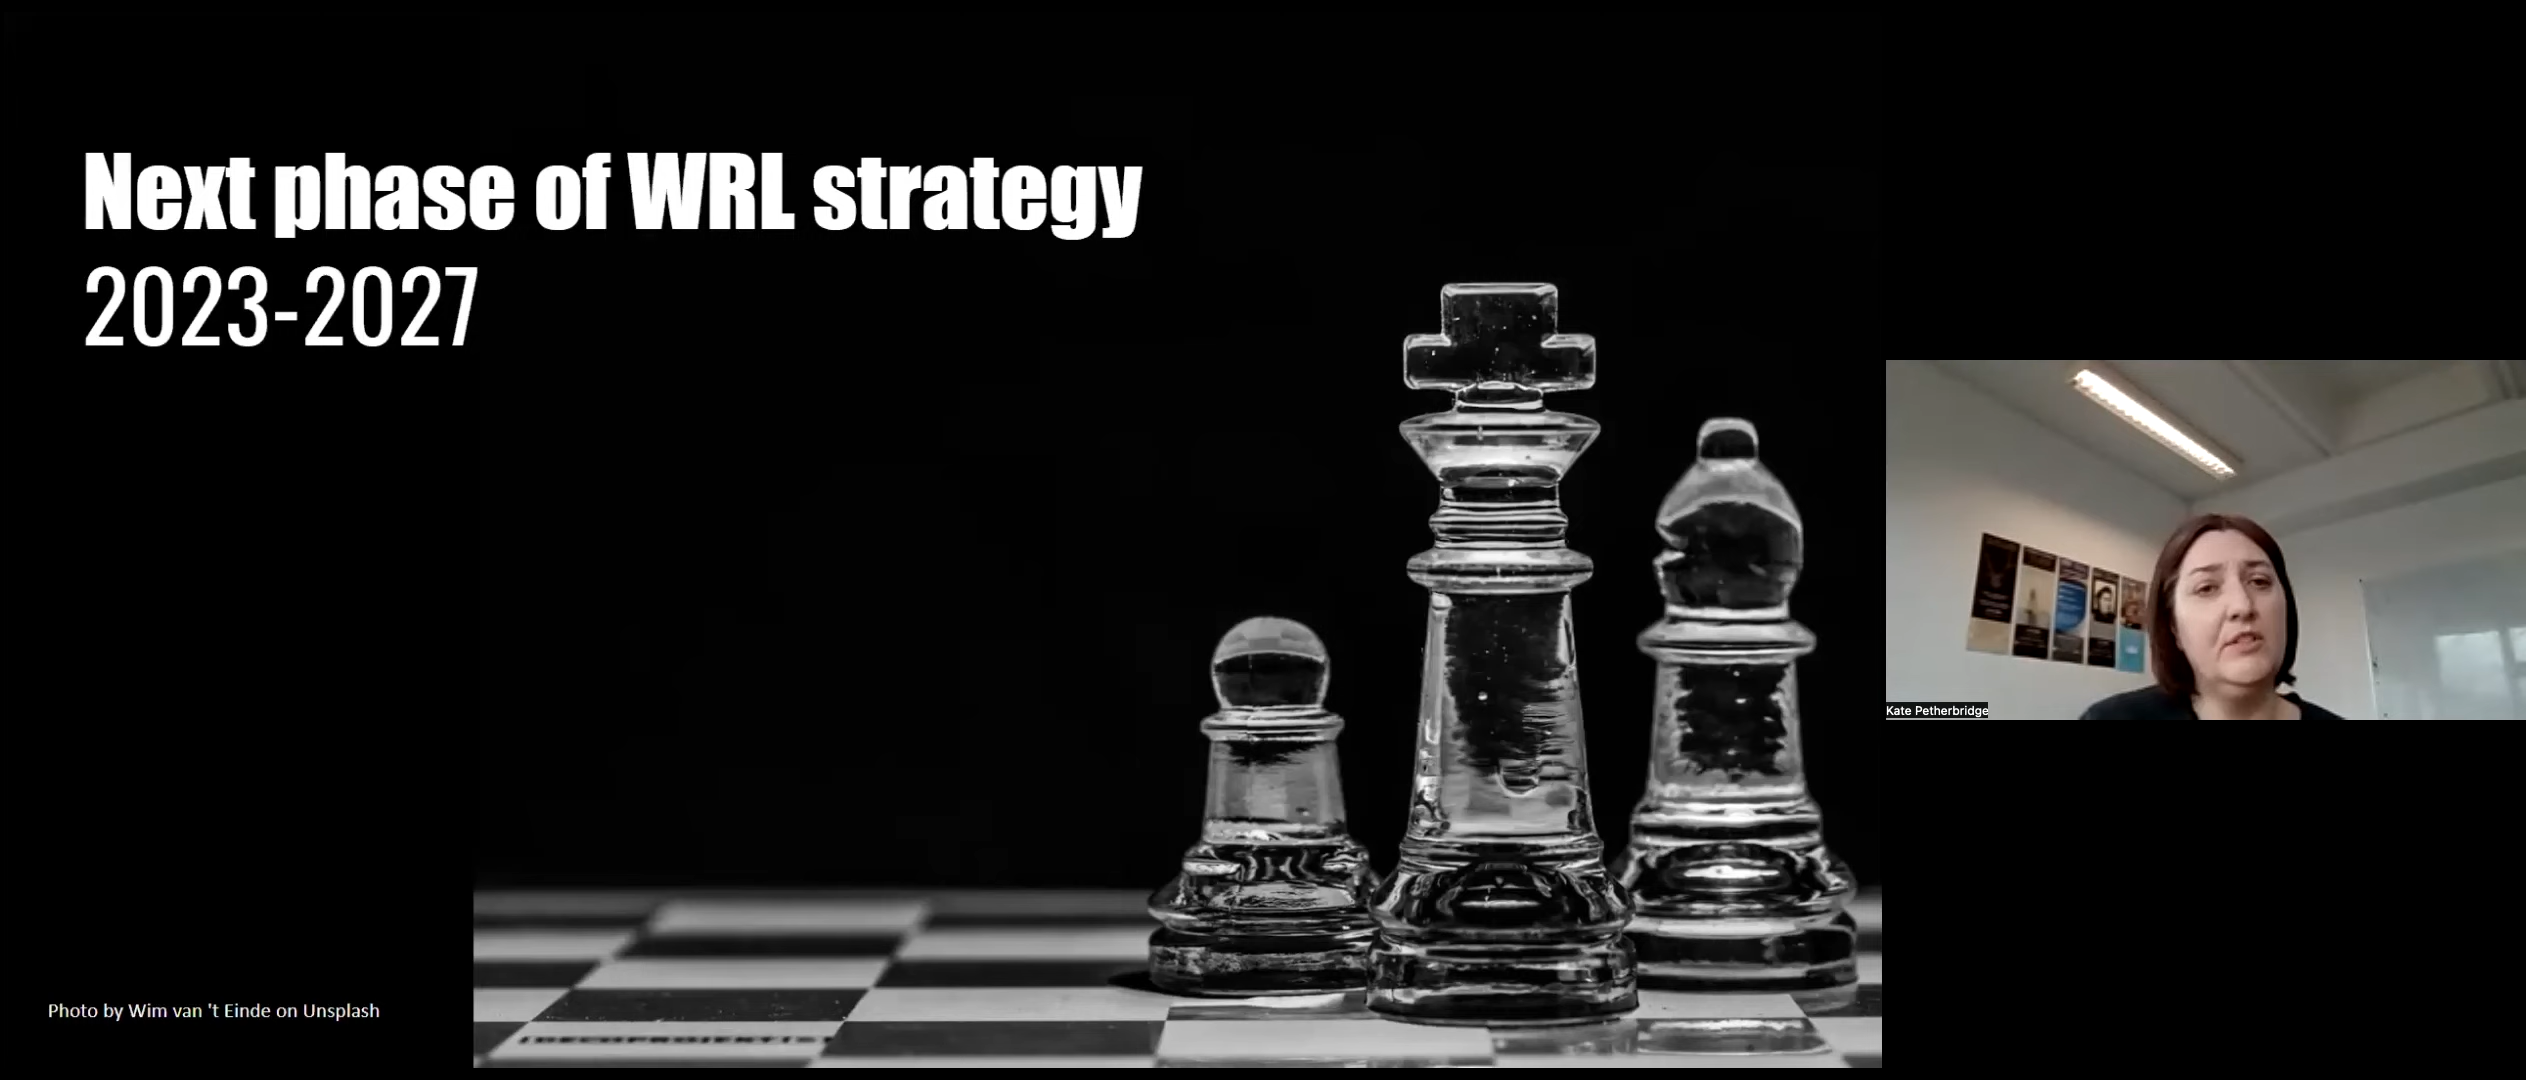 Next phase of WRL strategy
2023-2027
Kate Petherbridge
Photo by Wim van 't Einde on Unsplash